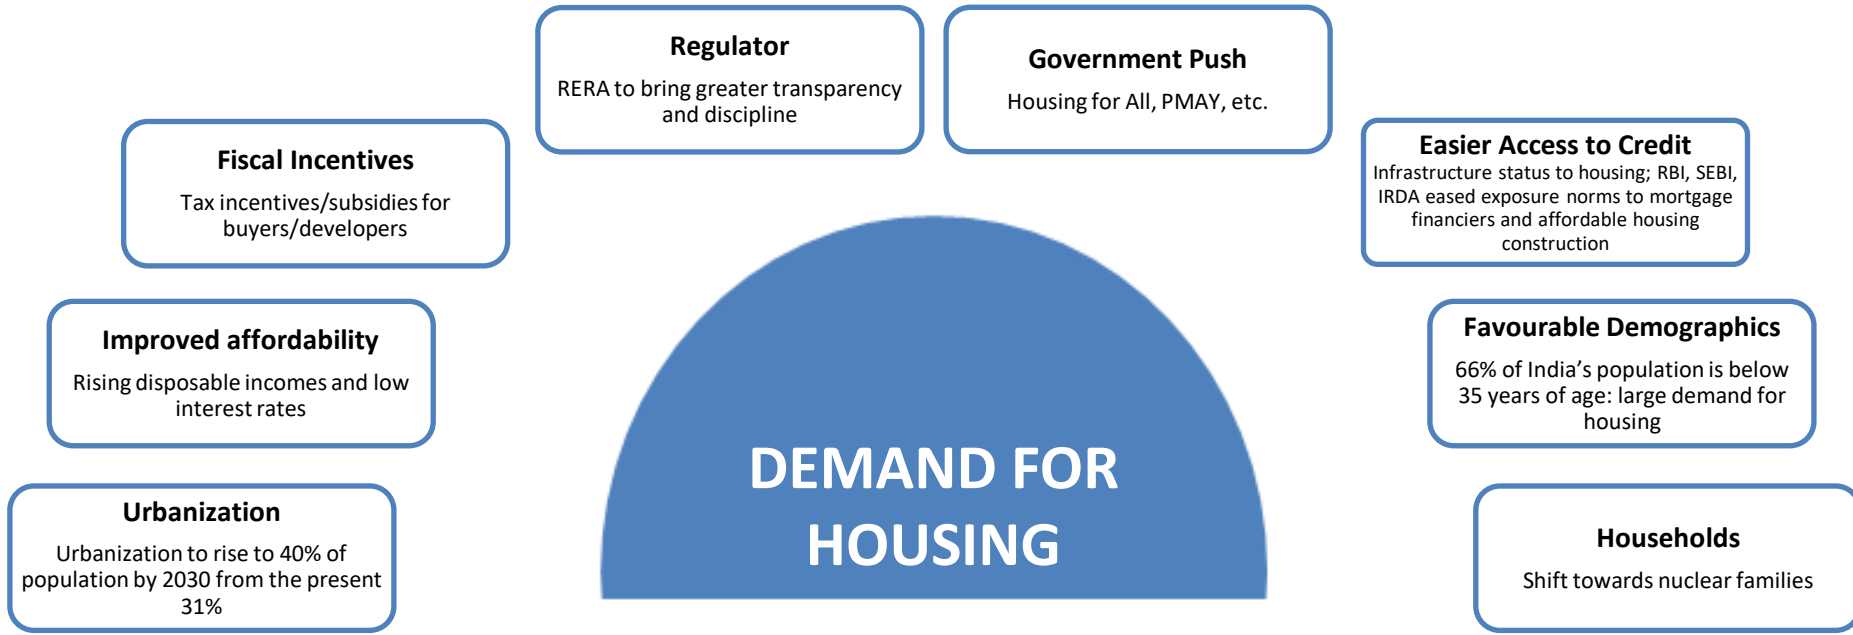 Regulator
RERA to bring greater transparency
and discipline
Government Push
Housing for All, PMAY, etc.
Fiscal Incentives
Tax incentives/subsidies for
buyers/developers
Easier Access to Credit
Infrastructure status to housing; RBI, SEBI,
IRDA eased exposure norms to mortgage
financiers and affordable housing
construction
Improved affordability
Rising disposable incomes and low
interest rates
Favourable Demographics
66% of India’s population is below
35 years of age: large demand for
housing
Urbanization
Urbanization to rise to 40% of
population by 2030 from the present
31%
DEMAND FOR
HOUSING
Households
Shift towards nuclear families